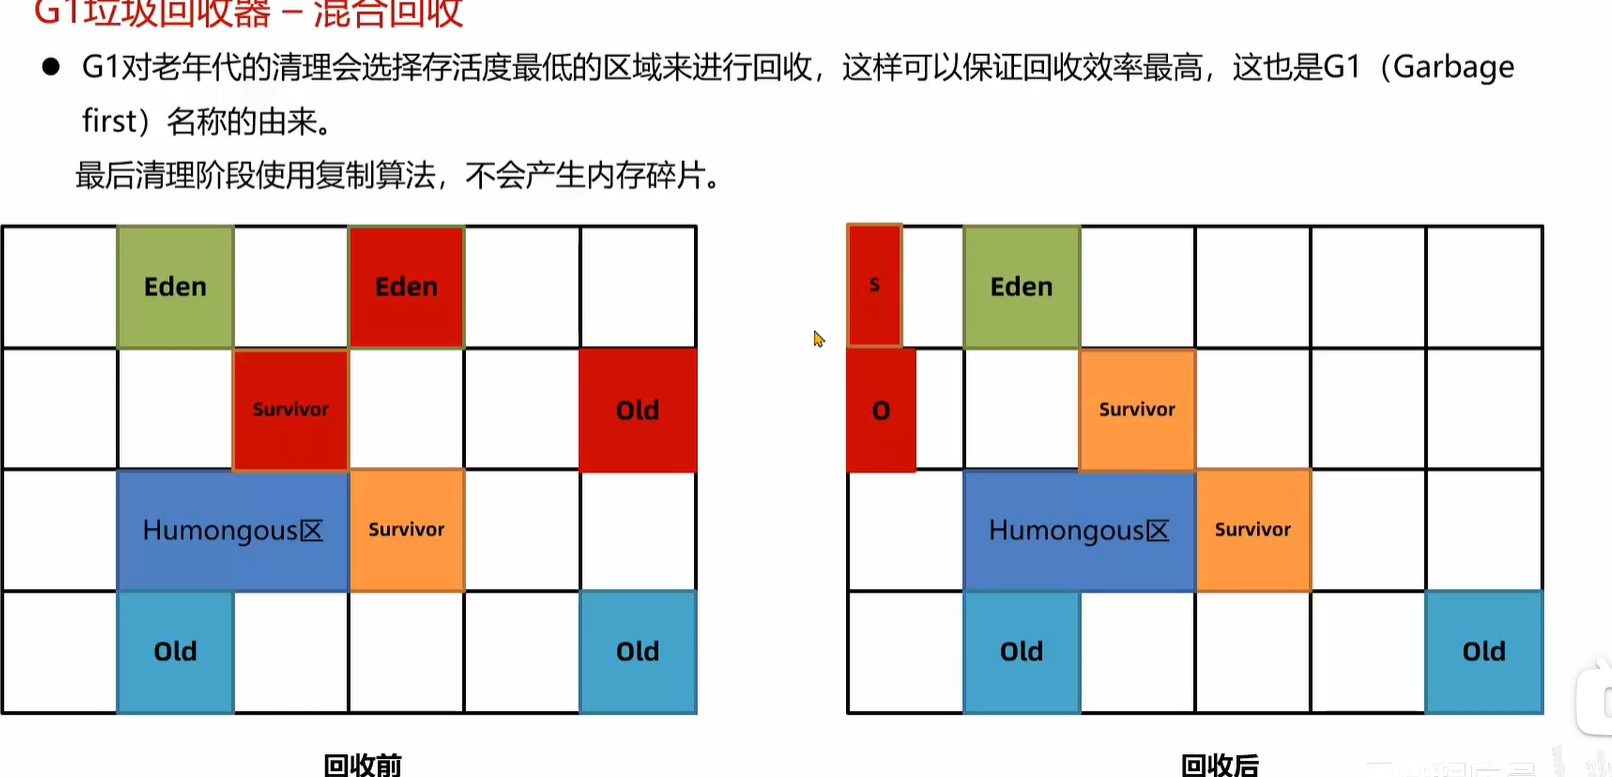 G1垃圾回收器 – 混合回收
● G1对老年代的清理会选择存活度最低的区域来进行回收，这样可以保证回收效率最高，这也是G1（Garbage
first）名称的由来。
最后清理阶段使用复制算法，不会产生内存碎片。
Eden
Eden
Survivor
Old
Humongous区
Survivor
Old
Old
回收前
S
Eden
O
Survivor
Humongous区
Survivor
Old
Old
回收后